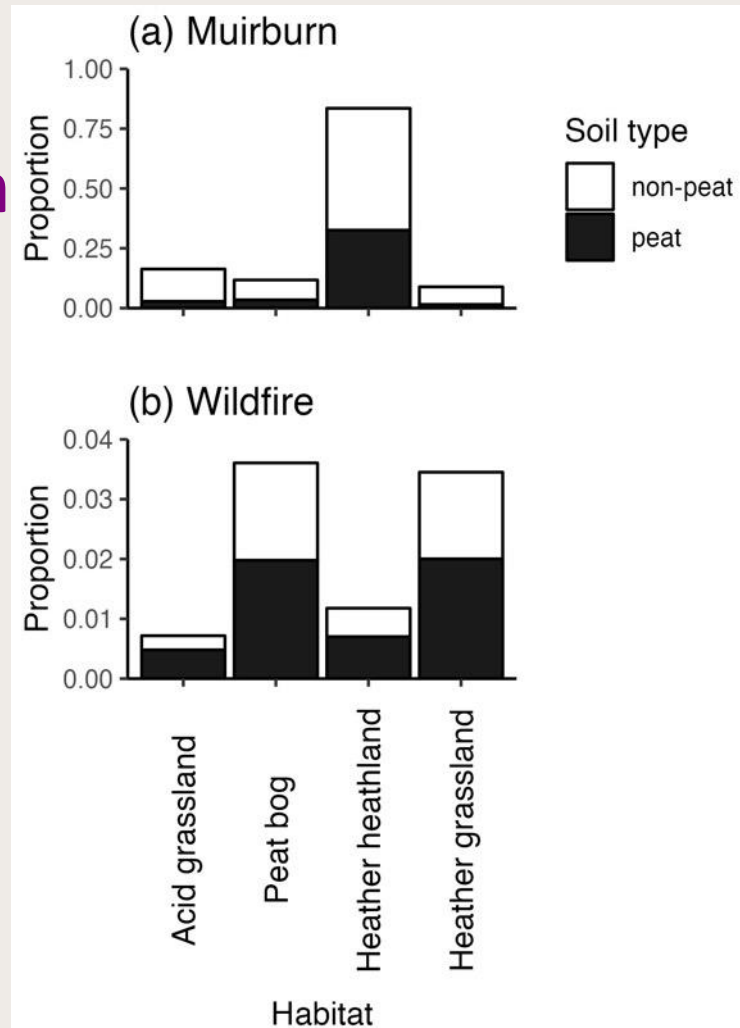 (a) Muirburn
1.00
0.75
0.50
0.25
0.00
Proportion
Soil type
non-peat
peat
(b) Wildfire
0.04
0.03
0.02
0.01
0.00
Proportion
Acid grassland
Peat bog
Heather heathland
Heather grassland
Habitat